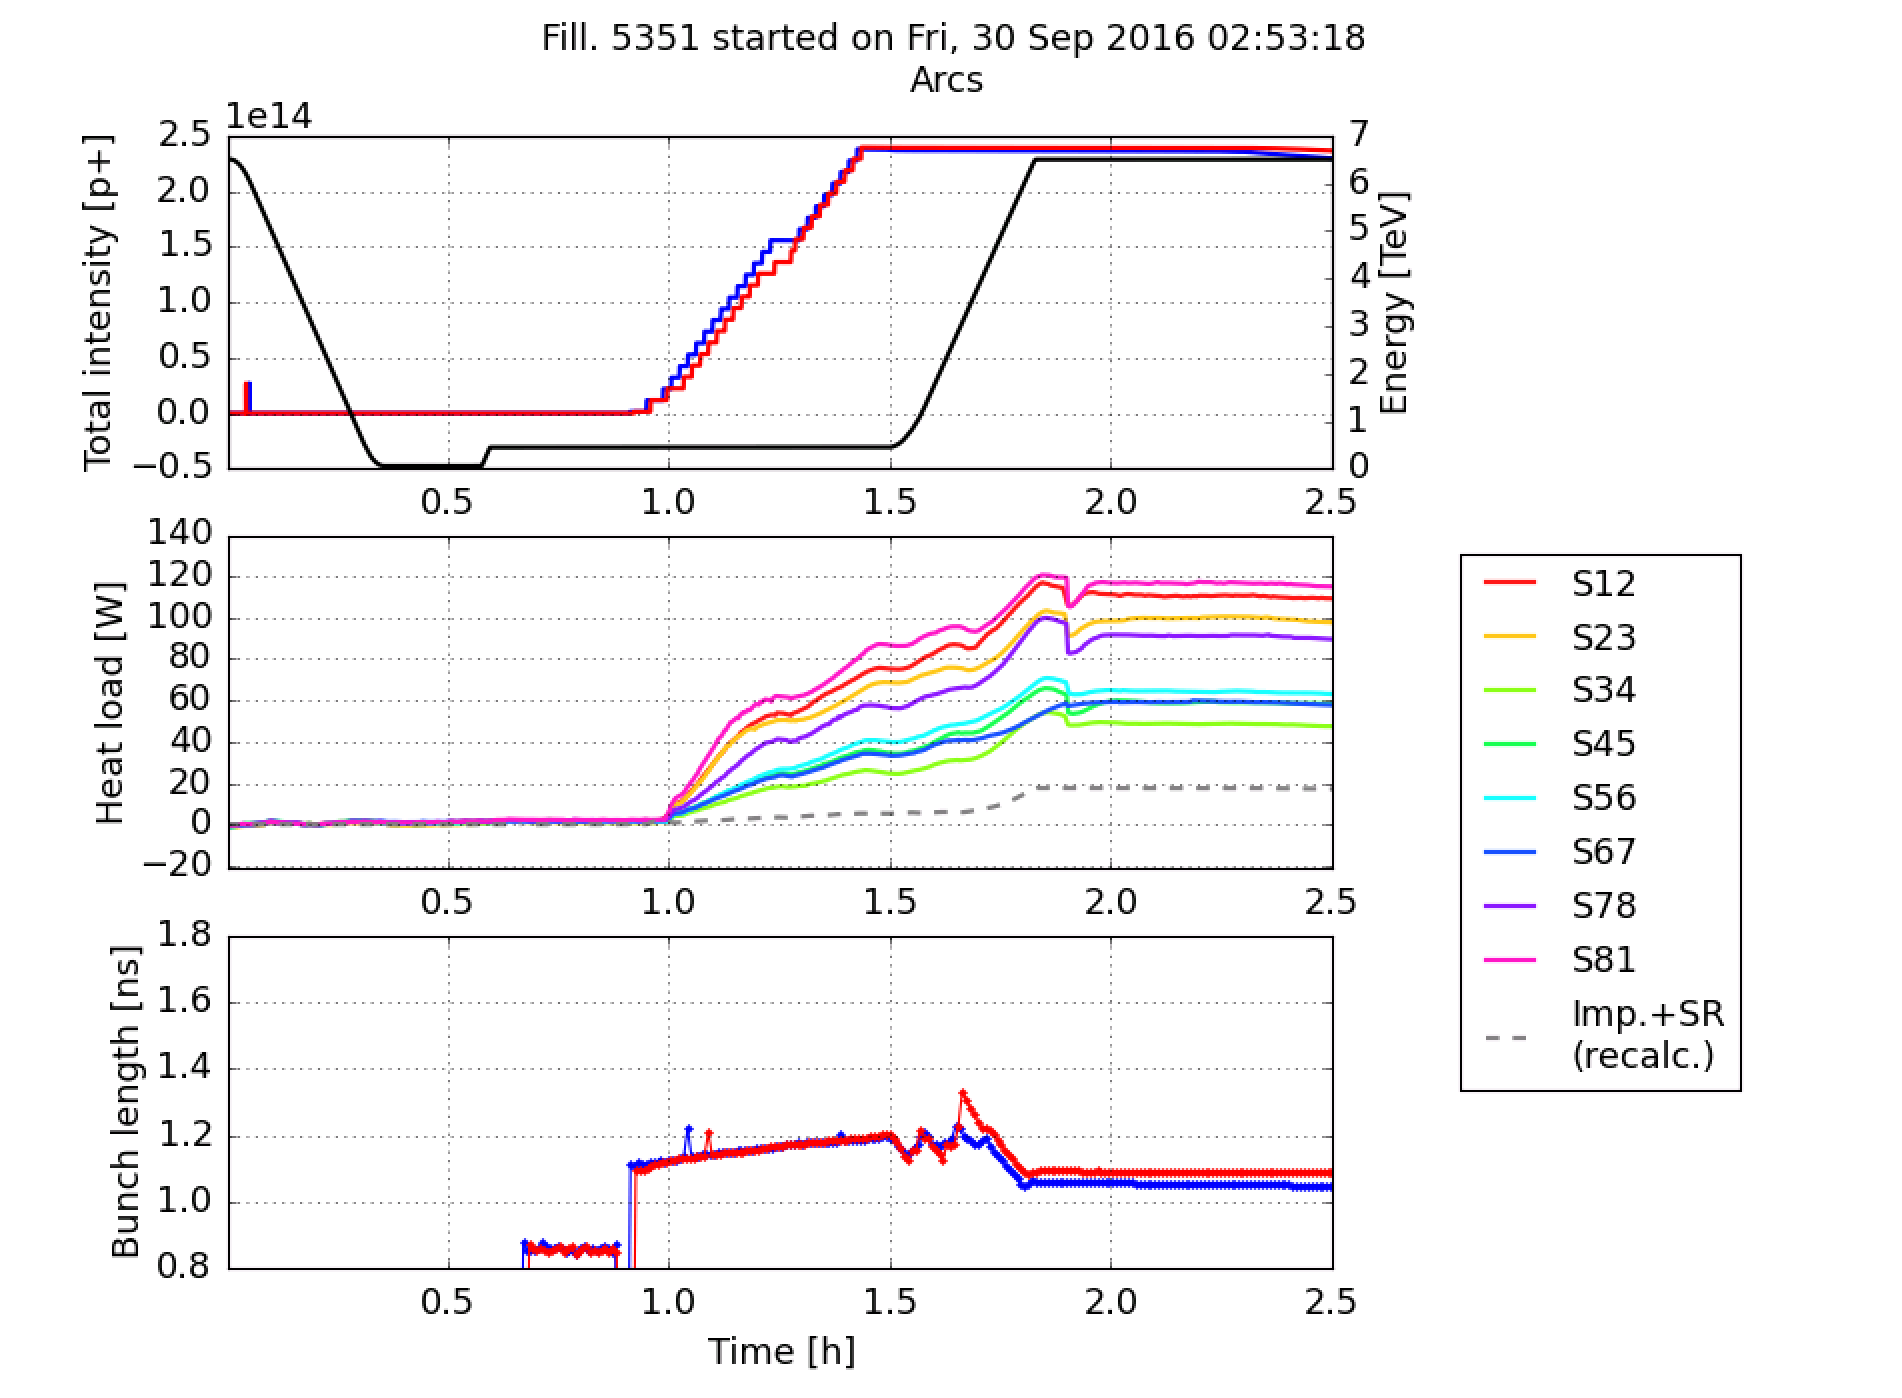 Fill. 5351 started on Fri, 30 Sep 2016 02:53:18
Arcs
1e14
2.5
2.0
1.5
1.0
0.5
0.0
−0.5
Total intensity [p+]
7
6
5
4
3
2
1
0
Energy [TeV]
0.5 1.0 1.5 2.0 2.5
140
120
100
80
60
40
20
0
−20
Heat load [W]
0.5 1.0 1.5 2.0 2.5
1.8
1.6
1.4
1.2
1.0
0.8
Bunch length [ns]
0.5 1.0 1.5 2.0 2.5
Time [h]
S12
S23
S34
S45
S56
S67
S78
S81
Imp.+SR
(recalc.)